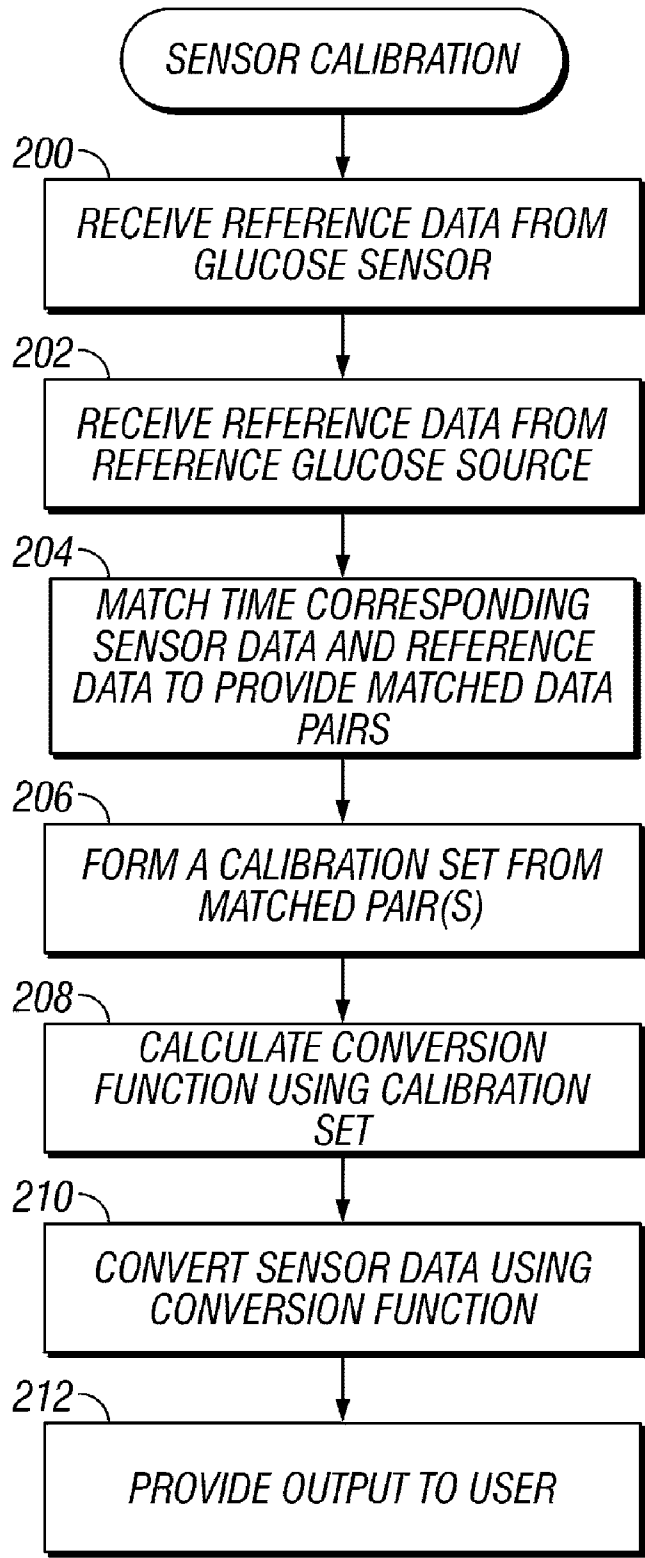 SENSOR CALIBRATION
200
RECEIVE REFERENCE DATA FROM
GLUCOSE SENSOR
202
RECEIVE REFERENCE DATA FROM
REFERENCE GLUCOSE SOURCE
204
MATCH TIME CORRESPONDING
SENSOR DATA AND REFERENCE
DATA TO PROVIDE MATCHED DATA
PAIRS
206
FORM A CALIBRATION SET FROM
MATCHED PAIR(S)
208
CALCULATE CONVERSION
FUNCTION USING CALIBRATION
SET
210
CONVERT SENSOR DATA USING
CONVERSION FUNCTION
212
PROVIDE OUTPUT TO USER